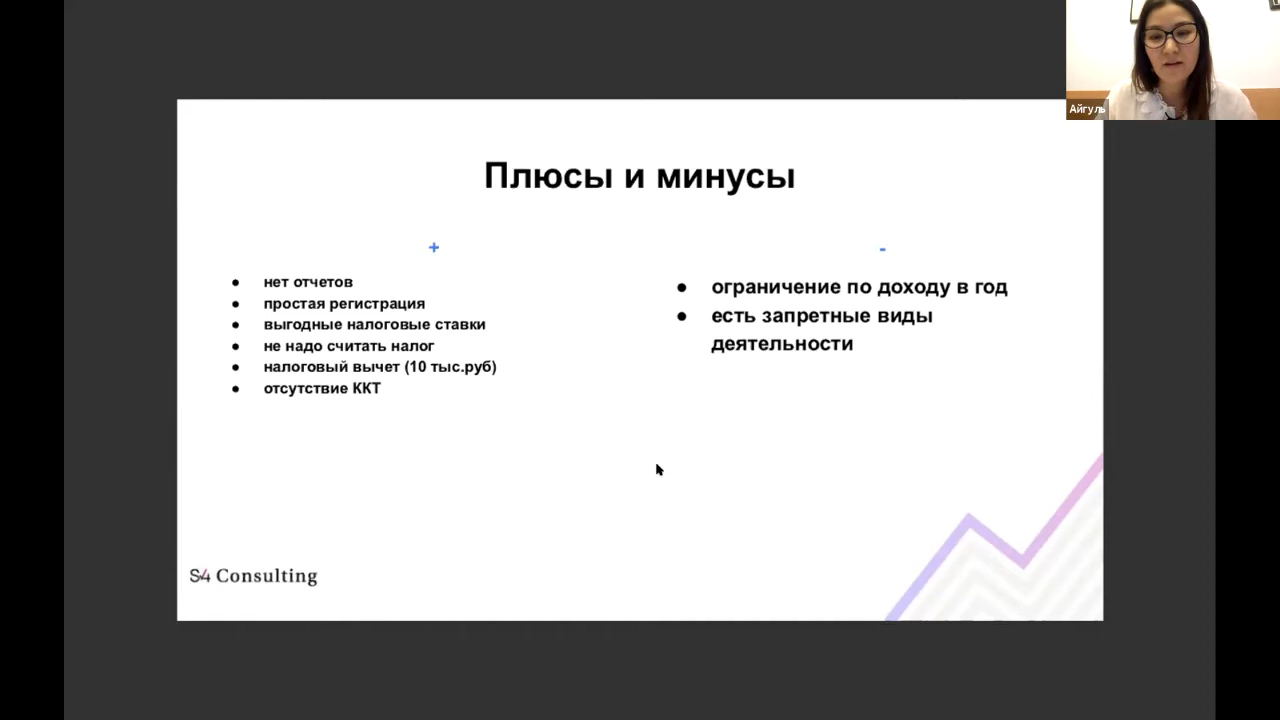 Айгуль
Плюсы и минусы
+
● нет отчетов
● простая регистрация
● выгодные налоговые ставки
● не надо считать налог
● налоговый вычет (10 тыс.руб)
● отсутствие ККТ
-
● ограничение по доходу в год
● есть запретные виды
деятельности
S4 Consulting